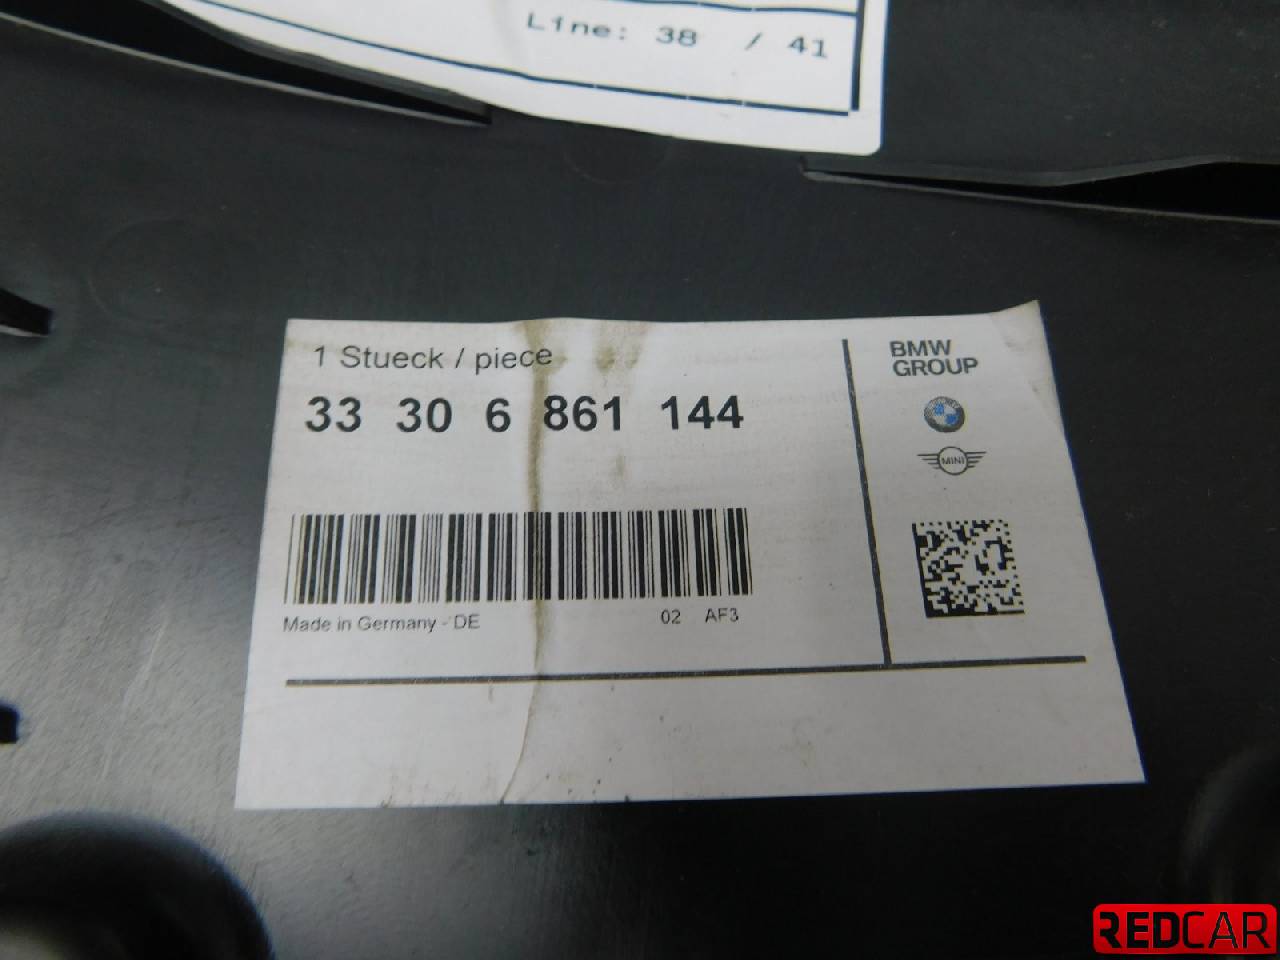 Line: 38 / 41
1 Stueck / piece
33 30 6 861 144
BMW
GROUP
MINI
Made in Germany - DE
02 AF3
REDCAR